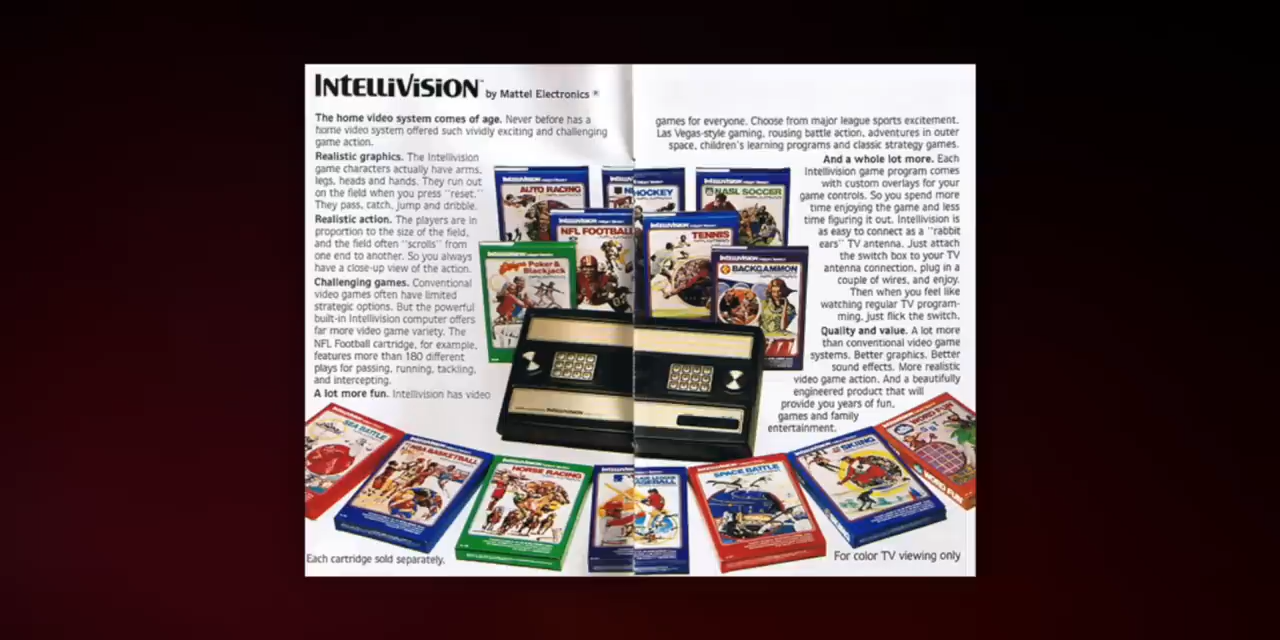 INTELLIVISION™ by Mattel Electronics®
The home video system comes of age. Never before has a
home video system offered such vividly exciting and challenging
game action.
Realistic graphics. The Intellivision
game characters actually have arms,
legs, heads and hands. They run out
on the field when you press "reset."
They pass, catch, jump and dribble.
Realistic action. The players are in
proportion to the size of the field,
and the field often "scrolls" from
one end to another. So you always
have a close-up view of the action.
Challenging games. Conventional
video games often have limited
strategic options. But the powerful
built-in Intellivision computer offers
far more video game variety. The
NFL Football cartridge, for example,
features more than 180 different
plays for passing, running, tackling,
and intercepting.
A lot more fun. Intellivision has video
games for everyone. Choose from major league sports excitement,
Las Vegas-style gaming, rousing battle action, adventures in outer
space, children's learning programs and classic strategy games.
And a whole lot more. Each
Intellivision game program comes
with custom overlays for your
game controls. So you spend more
time enjoying the game and less
time figuring it out. Intellivision is
as easy to connect as a "rabbit
ears" TV antenna. Just attach
the switch box to your TV
antenna connection, plug in a
couple of wires, and enjoy.
Then when you feel like
watching regular TV program-
ming, just flick the switch.
Quality and value. A lot more
than conventional video game
systems. Better graphics. Better
sound effects. More realistic
video game action. And a beautifully
engineered product that will
provide you years of fun,
games and family
entertainment.
AUTO RACING
HOCKEY
NASL SOCCER
NFL FOOTBALL
TENNIS
Poker &
Blackjack
BACKGAMMON
SEA BATTLE
NBA BASKETBALL
HORSE RACING
SPACE BATTLE
SKIING
WORD FUN
WORD FUN
Each cartridge sold separately.
For color TV viewing only